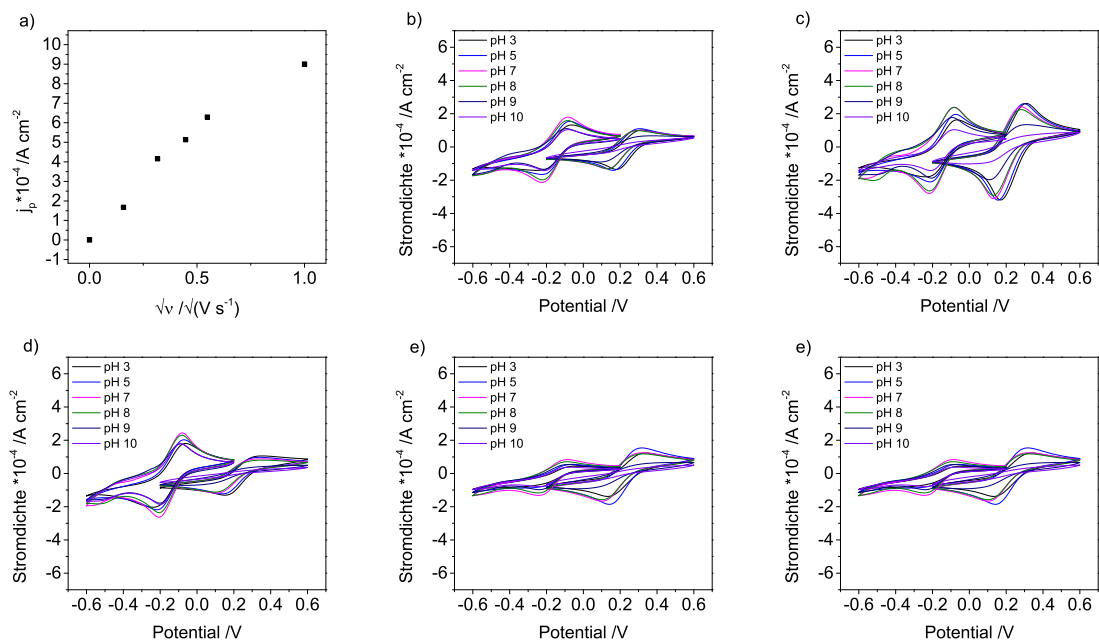 a)
10
9
8
7
6
5
4
3
2
1
0
-1
j_p*10^-4 /A cm^-2
0.0 0.5 1.0
√ν /√(V s^-1)
b)
pH 3
pH 5
pH 7
pH 8
pH 9
pH 10
6
4
2
0
-2
-4
-6
Stromdichte *10^-4 /A cm^-2
-0.6 -0.4 -0.2 0.0 0.2 0.4 0.6
Potential /V
c)
pH 3
pH 5
pH 7
pH 8
pH 9
pH 10
6
4
2
0
-2
-4
-6
Stromdichte *10^-4 /A cm^-2
-0.6 -0.4 -0.2 0.0 0.2 0.4 0.6
Potential /V
d)
pH 3
pH 5
pH 7
pH 8
pH 9
pH 10
6
4
2
0
-2
-4
-6
Stromdichte *10^-4 /A cm^-2
-0.6 -0.4 -0.2 0.0 0.2 0.4 0.6
Potential /V
e)
pH 3
pH 5
pH 7
pH 8
pH 9
pH 10
6
4
2
0
-2
-4
-6
Stromdichte *10^-4 /A cm^-2
-0.6 -0.4 -0.2 0.0 0.2 0.4 0.6
Potential /V
e)
pH 3
pH 5
pH 7
pH 8
pH 9
pH 10
6
4
2
0
-2
-4
-6
Stromdichte *10^-4 /A cm^-2
-0.6 -0.4 -0.2 0.0 0.2 0.4 0.6
Potential /V